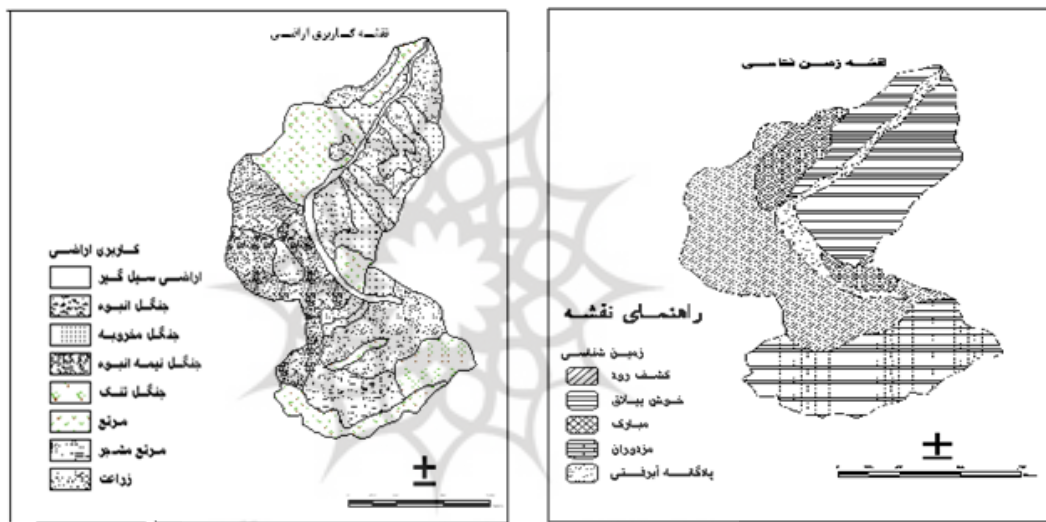 نقشه کاربری اراضی
کاربری اراضی
اراضی سیل گیر
جنگل انبوه
جنگل مخروبه
جنگل نیمه انبوه
جنگل تنک
مرتع
مرتع مشجر
زراعت
نقشه زمین شناسی
راهنمای نقشه
زمین شناسی
کشف رود
خوش ییلاق
مبارک
مزدوران
پادگانه آبرفتی